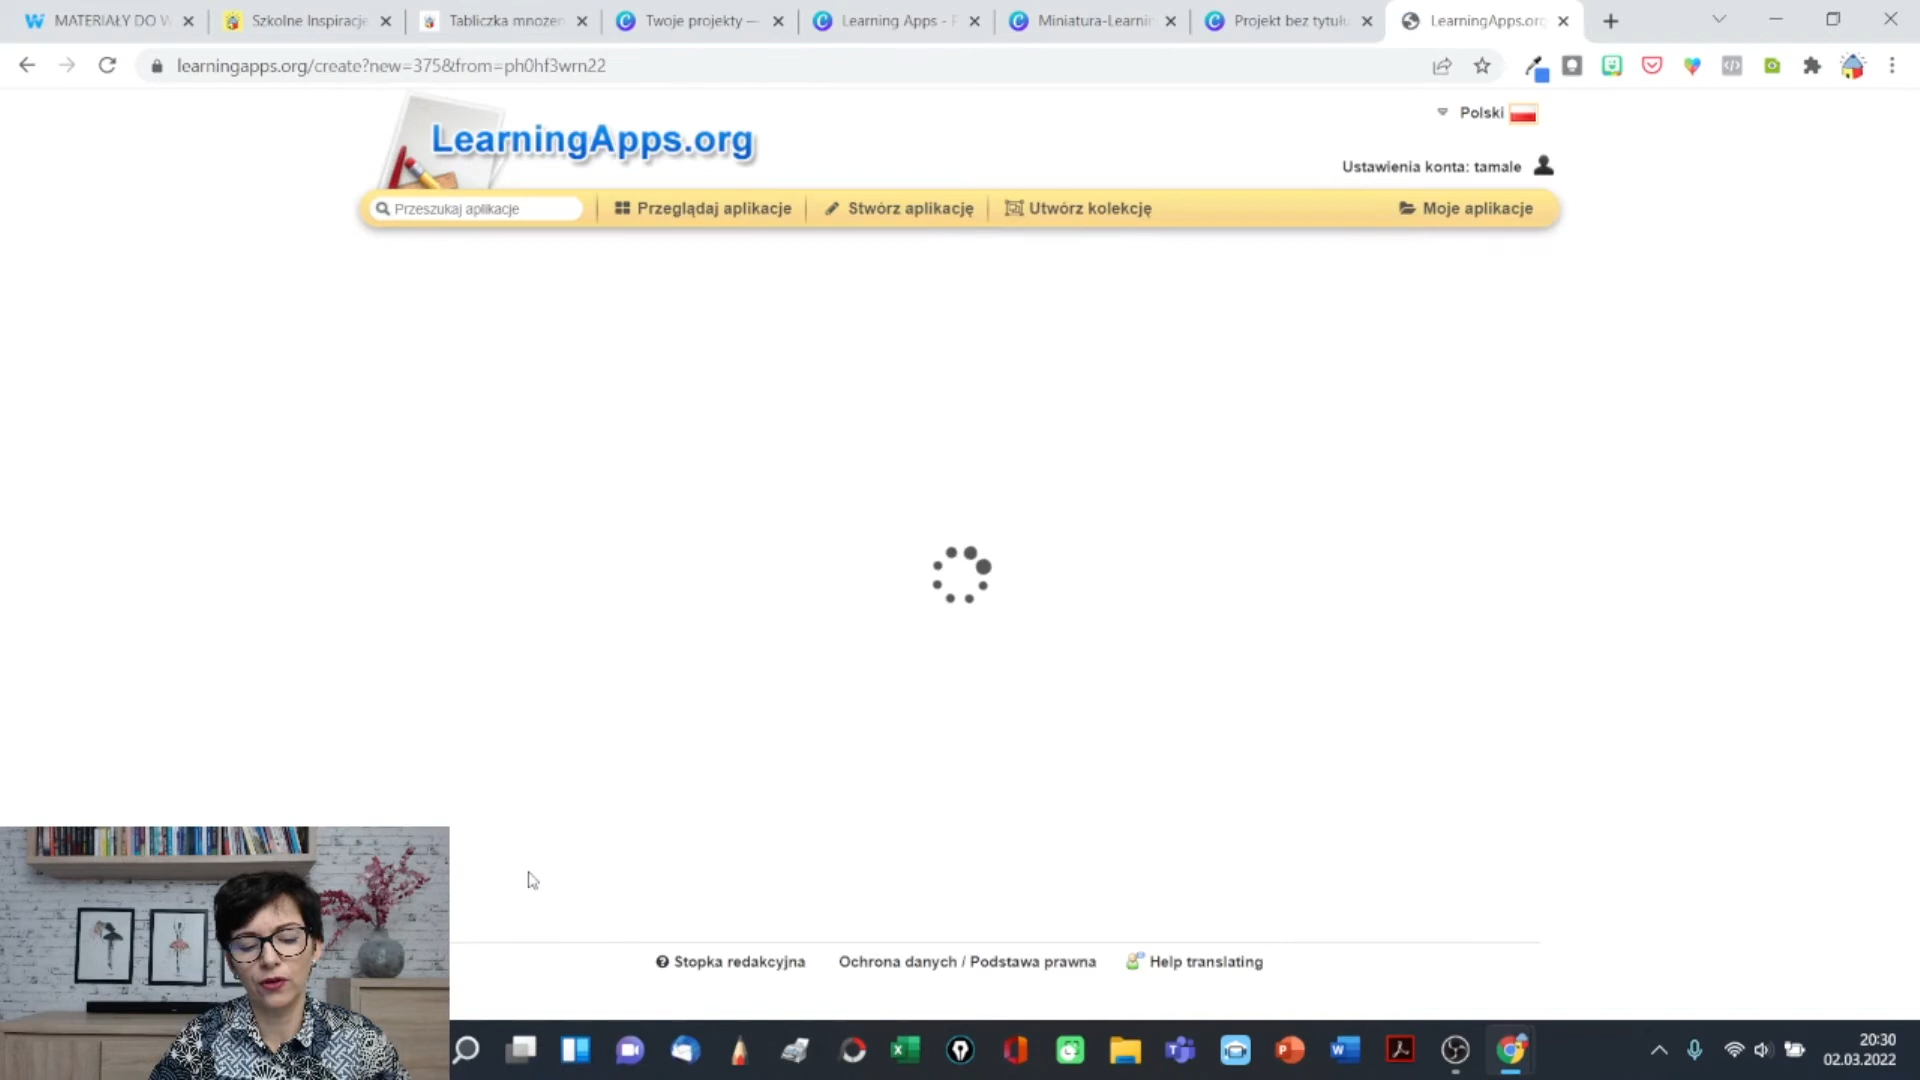 MATERIAŁY DO W
Szkolne Inspiracje
Tabliczka mnożen
Twoje projekty —
Learning Apps - F
Miniatura-Learnin
Projekt bez tytułu
LearningApps.org
learningapps.org/create?new=375&from=ph0hf3wrn22
Polski
LearningApps.org
Ustawienia konta: tamale
Przeszukaj aplikacje
Przeglądaj aplikacje
Stwórz aplikację
Utwórz kolekcję
Moje aplikacje
Stopka redakcyjna
Ochrona danych / Podstawa prawna
Help translating
20:30
02.03.2022